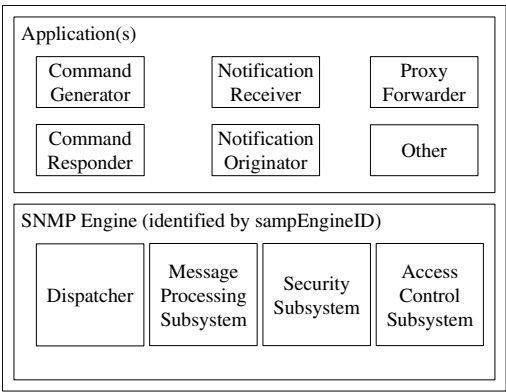 Application(s)
Command Generator
Notification Receiver
Proxy Forwarder
Command Responder
Notification Originator
Other
SNMP Engine (identified by sampEngineID)
Dispatcher
Message Processing Subsystem
Security Subsystem
Access Control Subsystem